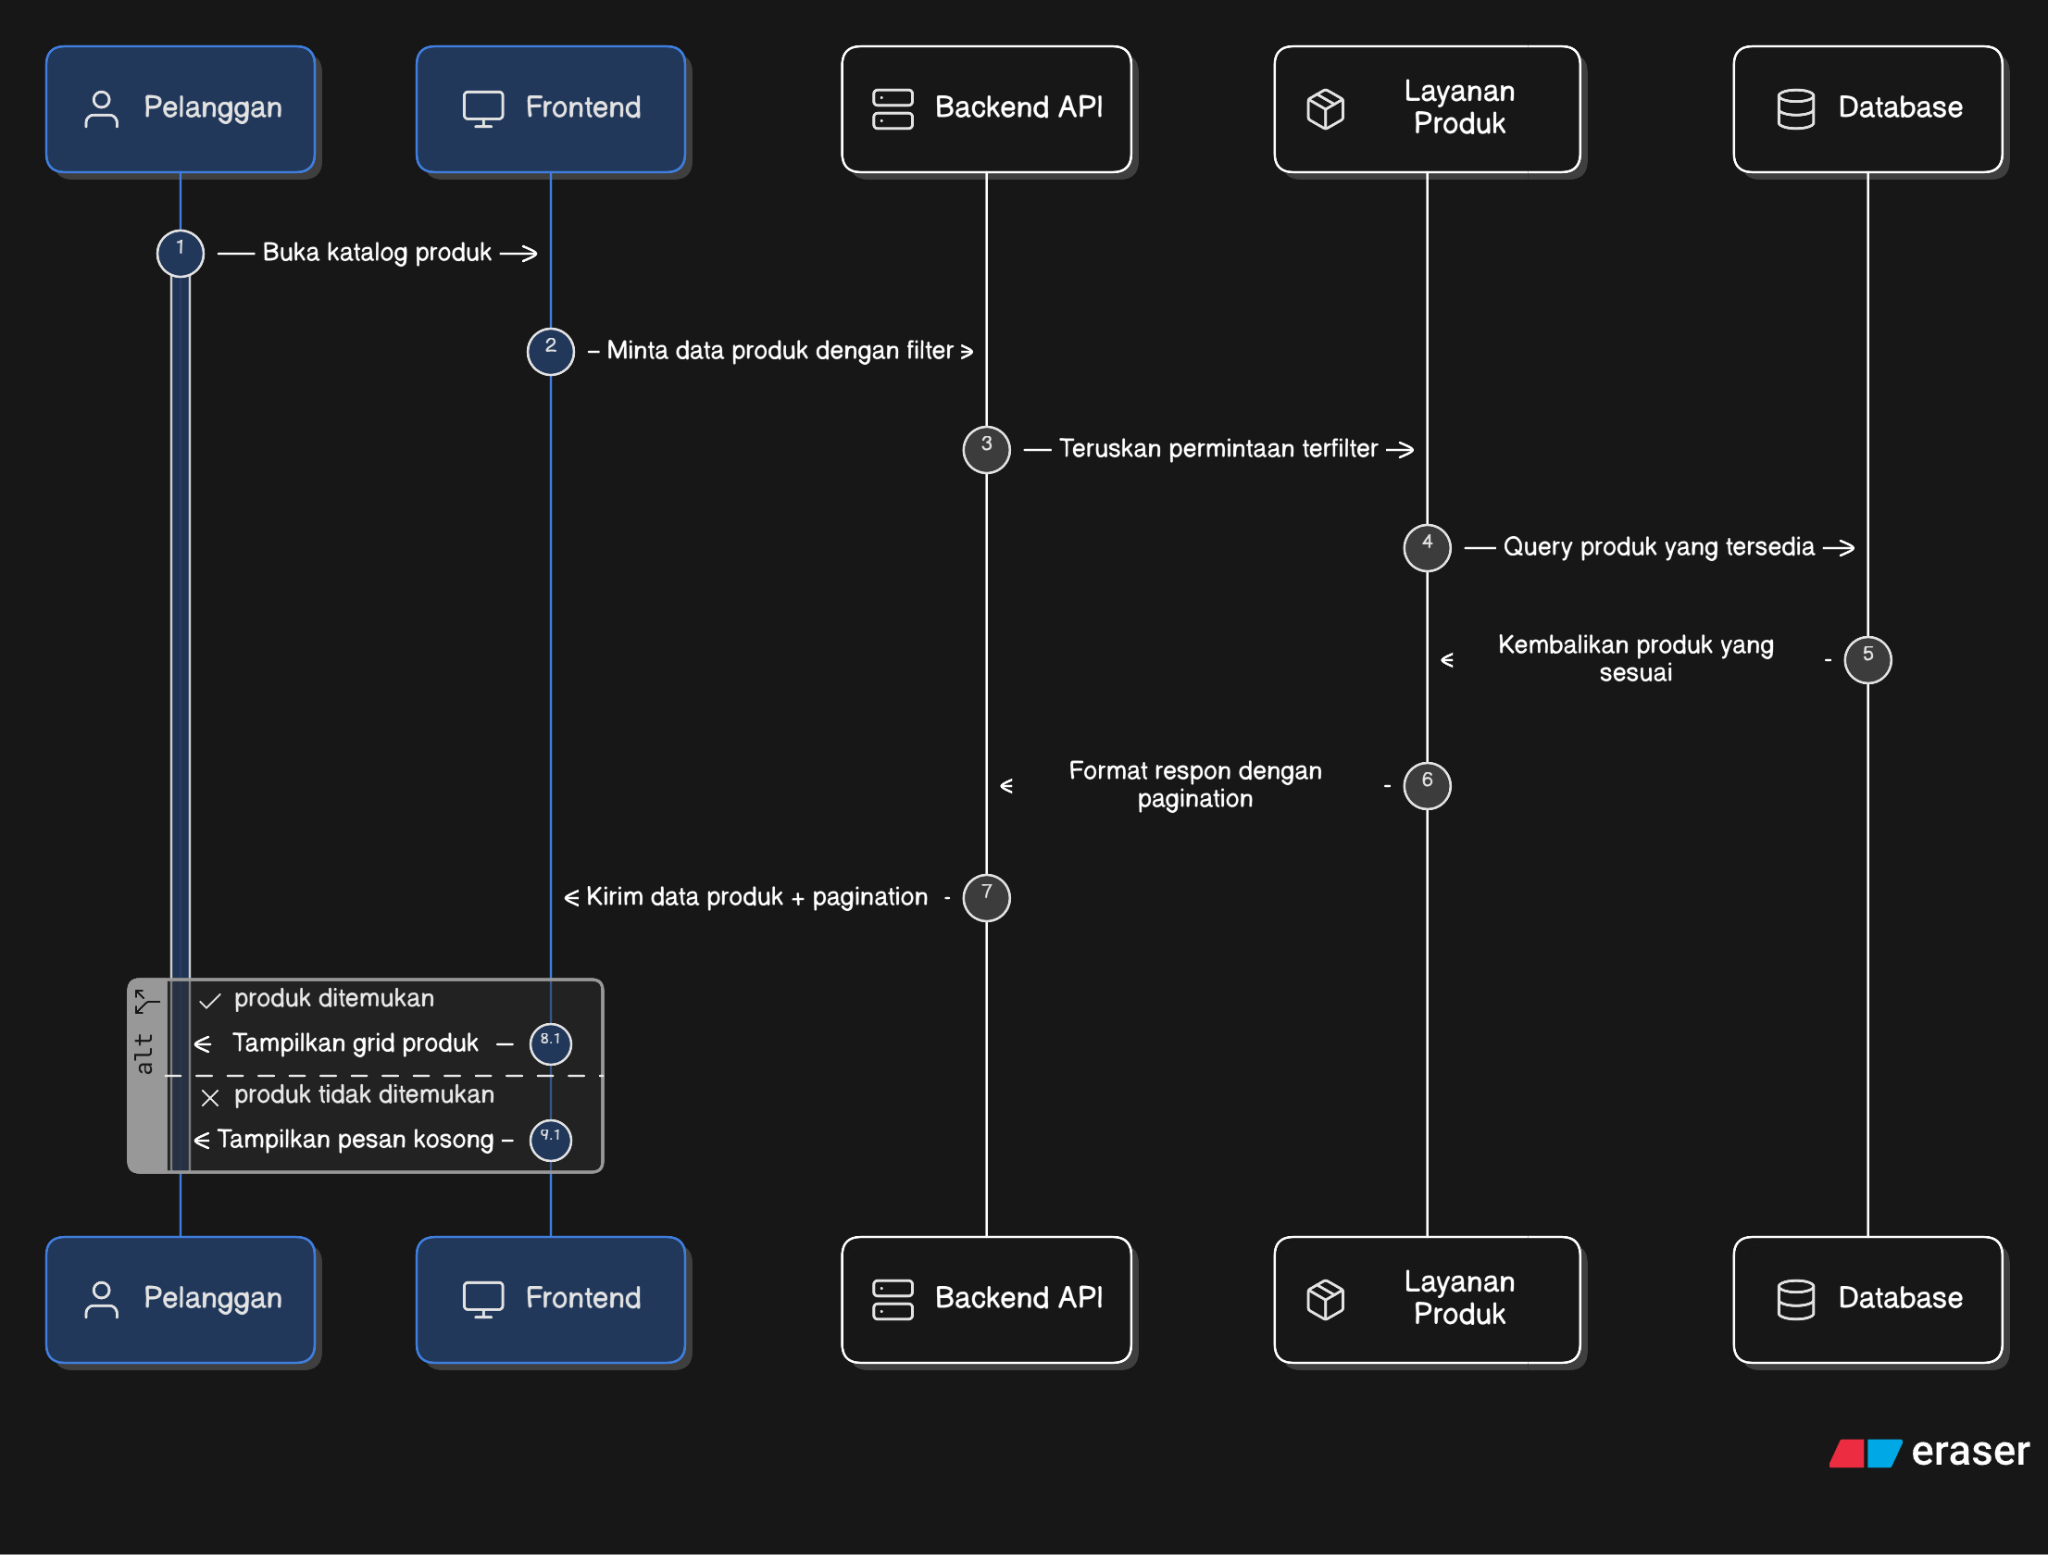 Pelanggan
Frontend
Backend API
Layanan
Produk
Database
1
Buka katalog produk
2
Minta data produk dengan filter
3
Teruskan permintaan terfilter
4
Query produk yang tersedia
Kembalikan produk yang
sesuai
5
Format respon dengan
pagination
6
Kirim data produk + pagination
7
alt
produk ditemukan
Tampilkan grid produk
8.1
produk tidak ditemukan
Tampilkan pesan kosong
9.1
Pelanggan
Frontend
Backend API
Layanan
Produk
Database
eraser